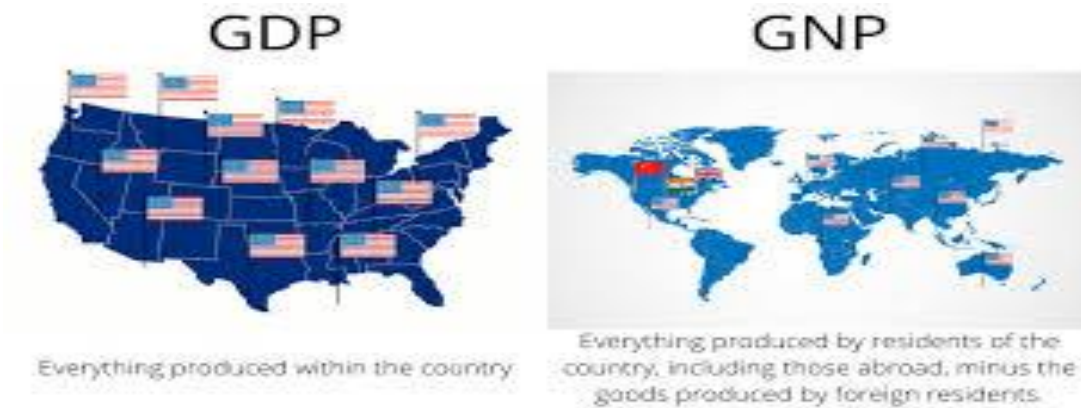 GDP
GNP
Everything produced within the country
Everything produced by residents of the
country, including those abroad, minus the
goods produced by foreign residents.